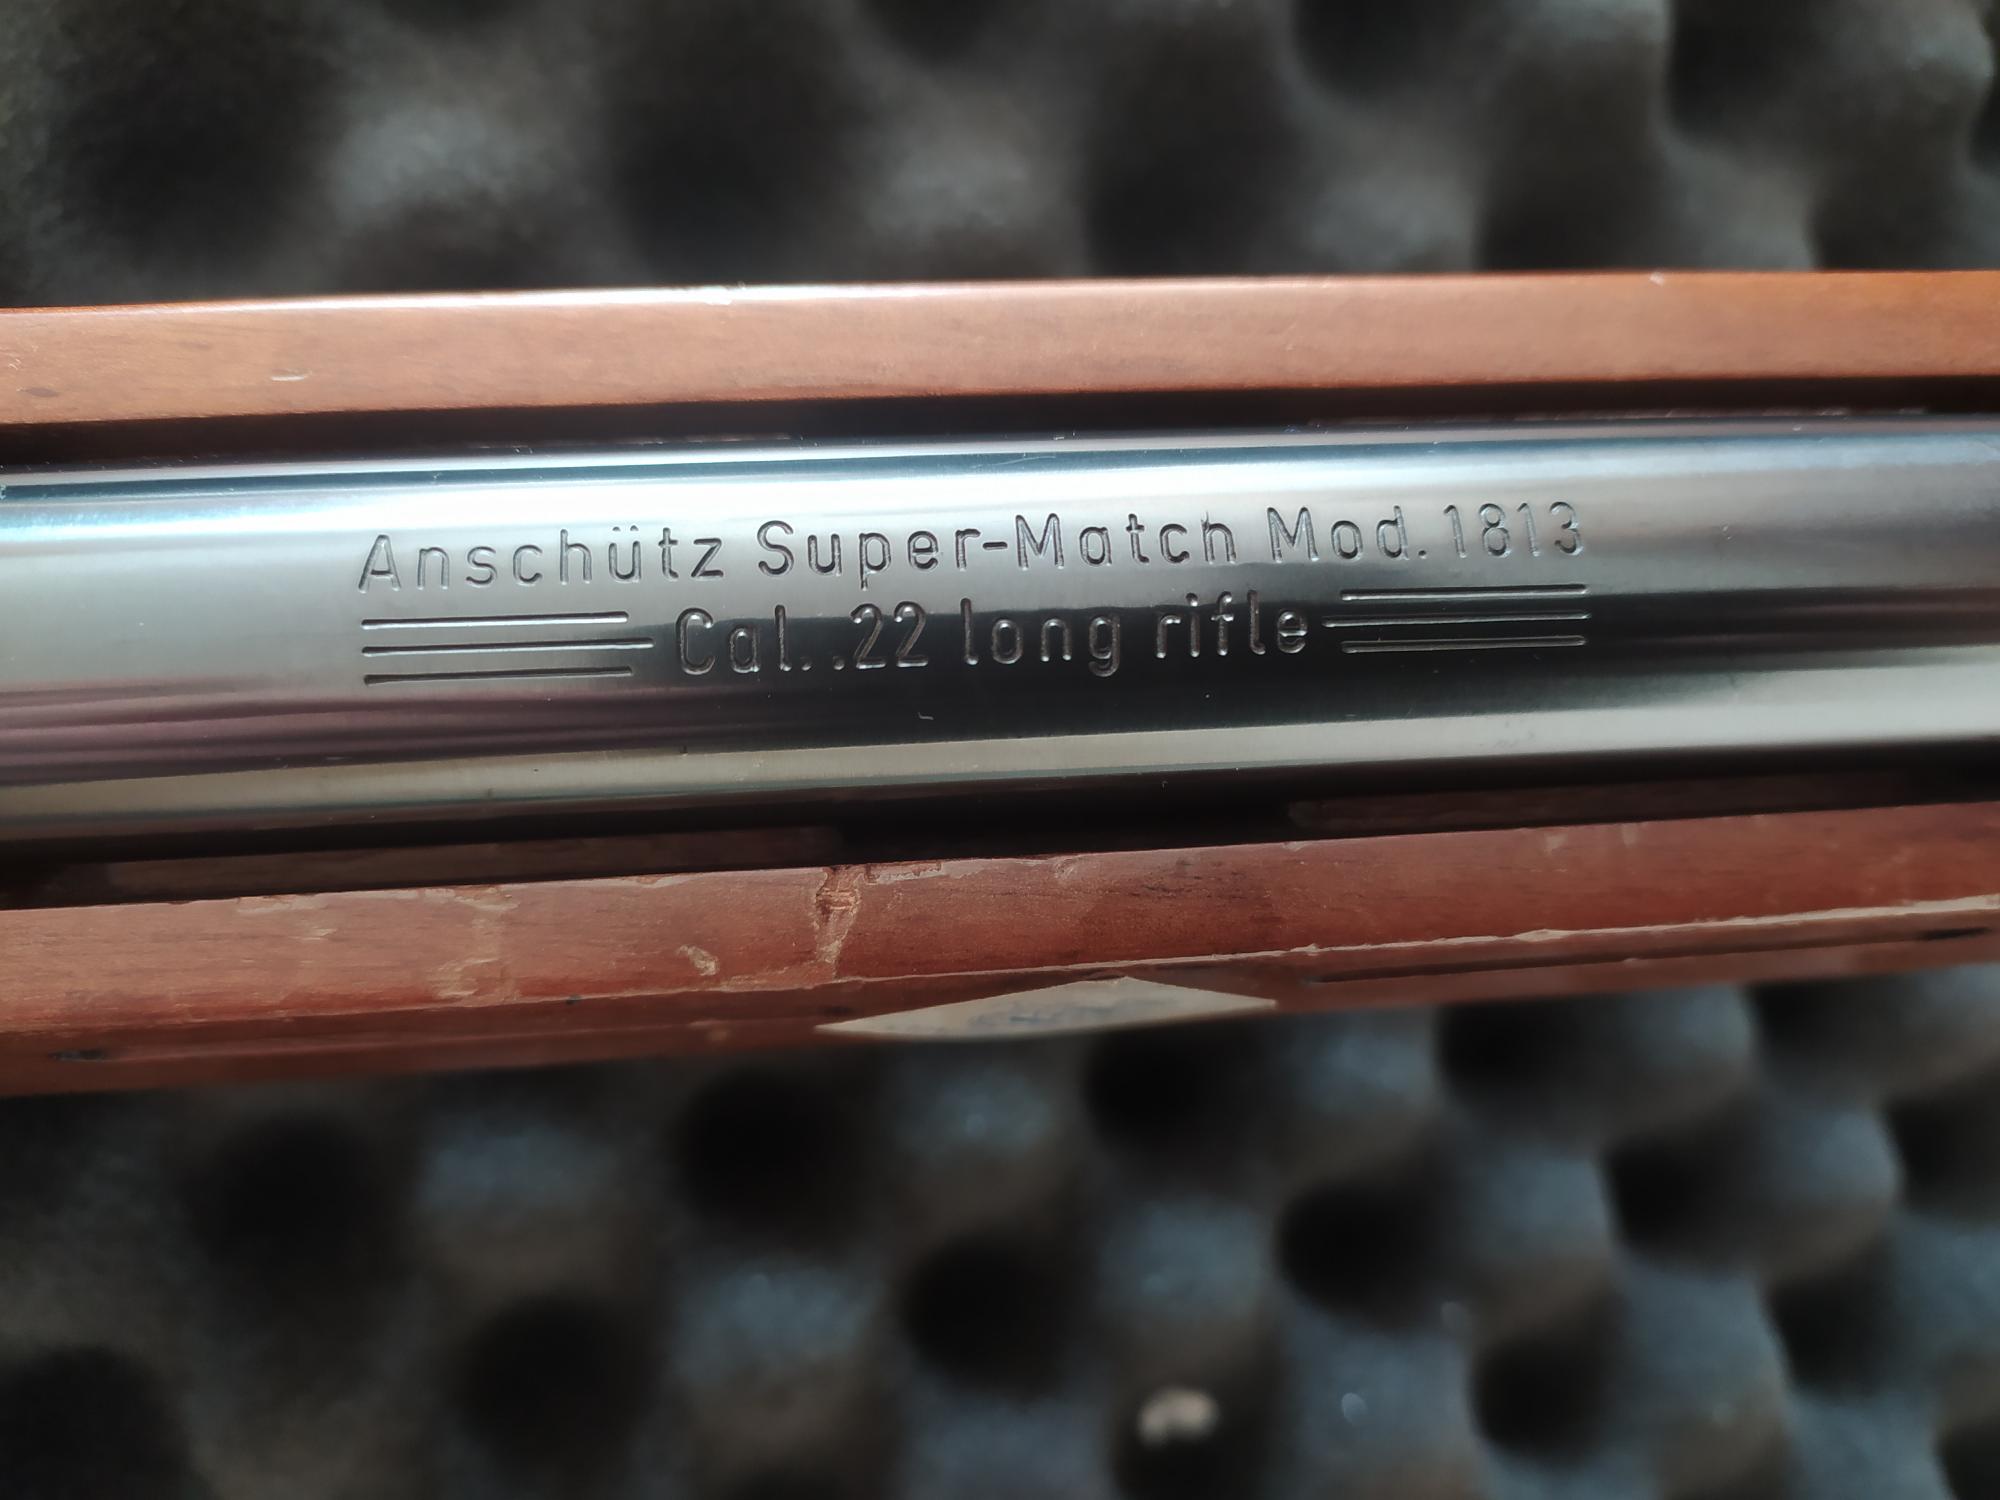 Anschütz Super-Match Mod. 1813
Cal. .22 long rifle